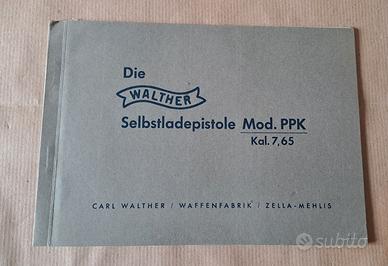 Die
WALTHER
Selbstladepistole Mod. PPK
Kal. 7,65
CARL WALTHER / WAFFENFABRIK / ZELLA-MEHLIS
subito